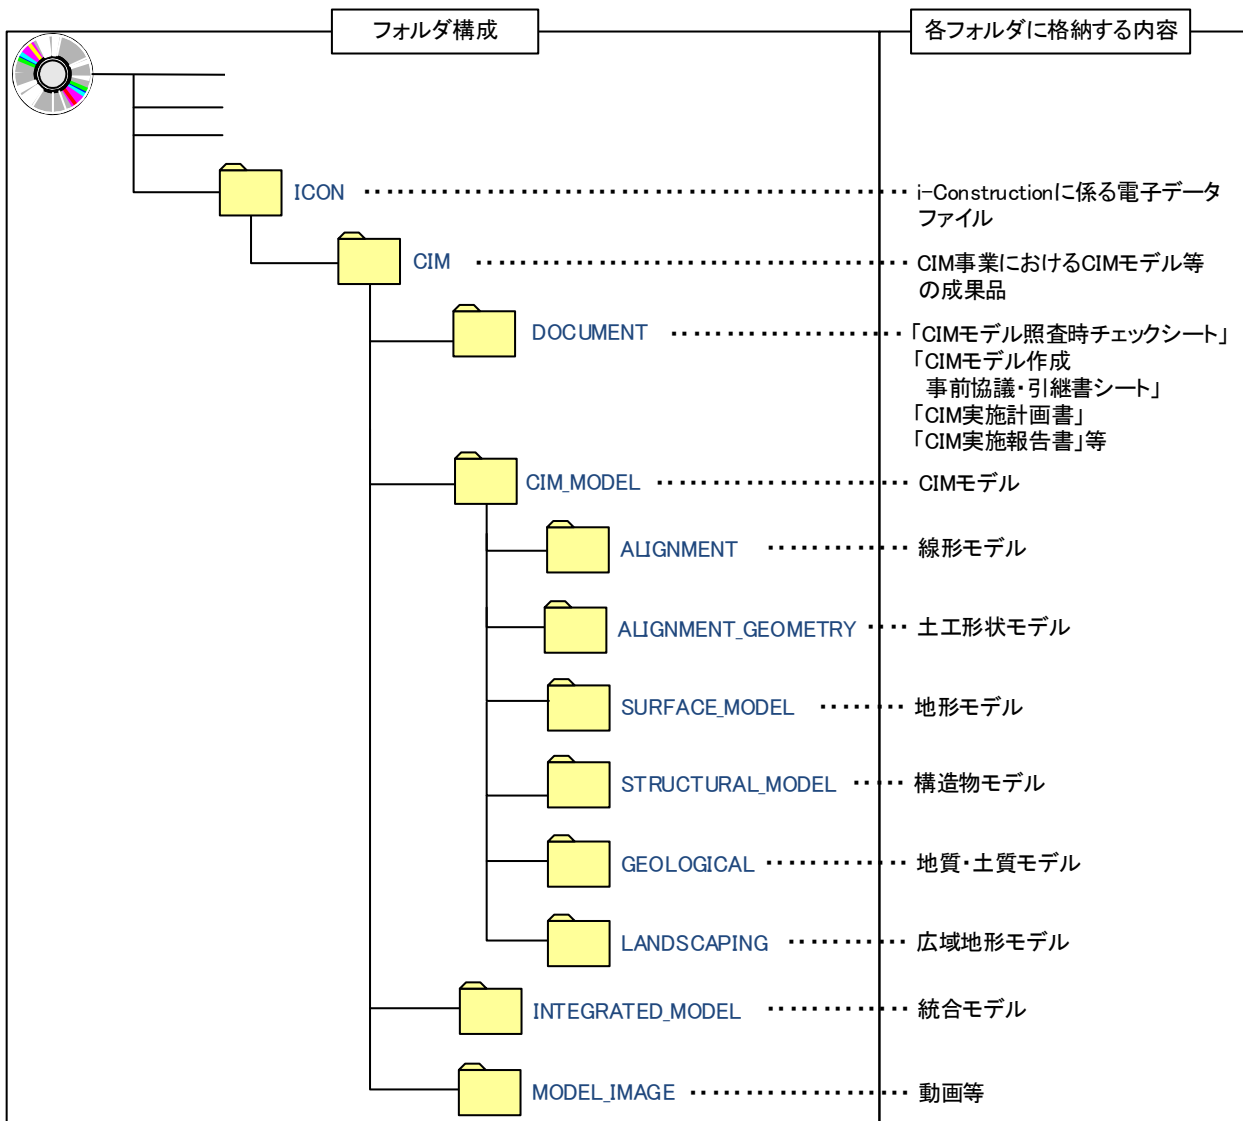 フォルダ構成
各フォルダに格納する内容
ICON
i-Constructionに係る電子データ
ファイル
CIM
CIM事業におけるCIMモデル等
の成果品
DOCUMENT
「CIMモデル照査時チェックシート」
「CIMモデル作成
事前協議・引継書シート」
「CIM実施計画書」
「CIM実施報告書」等
CIM_MODEL
CIMモデル
ALIGNMENT
線形モデル
ALIGNMENT_GEOMETRY
土工形状モデル
SURFACE_MODEL
地形モデル
STRUCTURAL_MODEL
構造物モデル
GEOLOGICAL
地質・土質モデル
LANDSCAPING
広域地形モデル
INTEGRATED_MODEL
統合モデル
MODEL_IMAGE
動画等